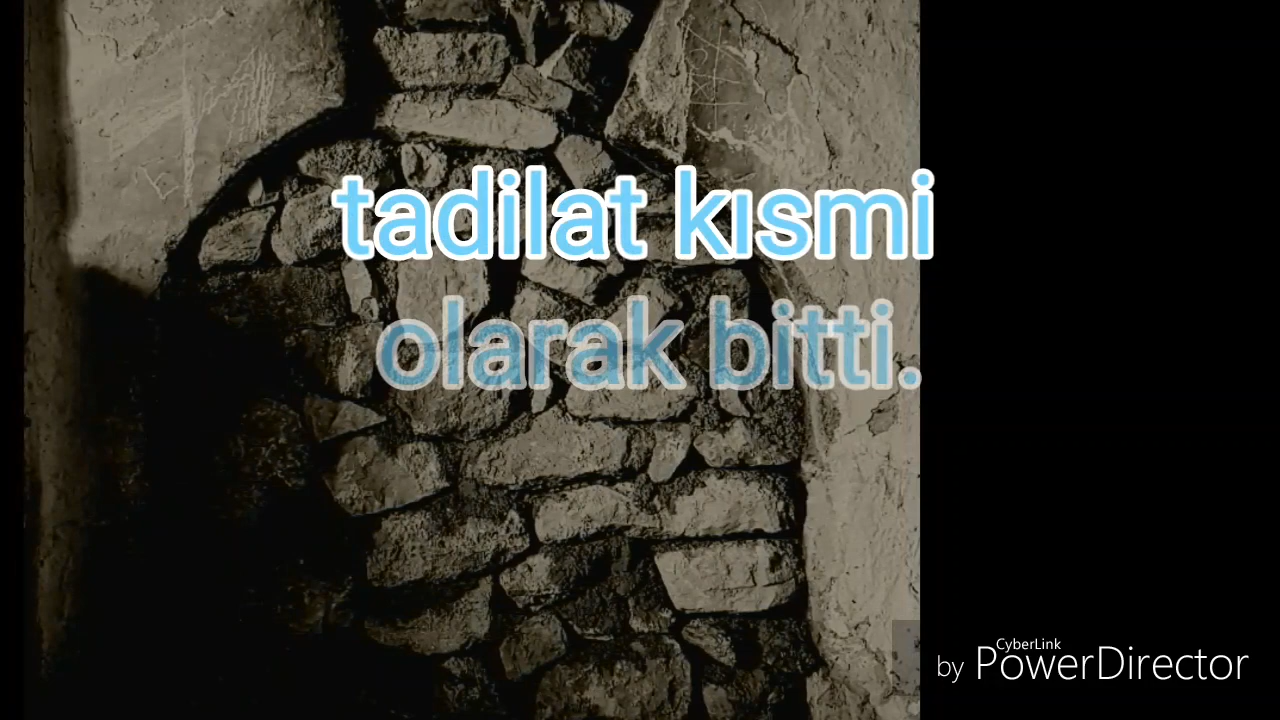 tadilat kısmi
olarak bitti.
CyberLink
by PowerDirector